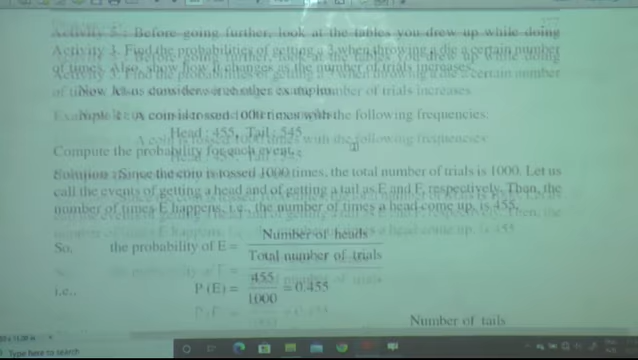 Activity 5 : Before going further, look at the tables you drew up while doing
Activity 3. Find the probabilities of getting a 3 when throwing a die a certain number
of times. Also, show how it changes as the number of trials increases.
Now let us consider some other examples.
A coin is tossed 1000 times with the following frequencies:
Head : 455, Tail : 545
Compute the probability for each event.
Solution : Since the coin is tossed 1000 times, the total number of trials is 1000. Let us
call the events of getting a head and of getting a tail as E and F, respectively. Then, the
number of times E happens, i.e., the number of times a head come up, is 455.
So, the probability of E = Number of heads
Total number of trials
i.e., P (E) = 455
1000 = 0.455
Number of tails
Type here to search